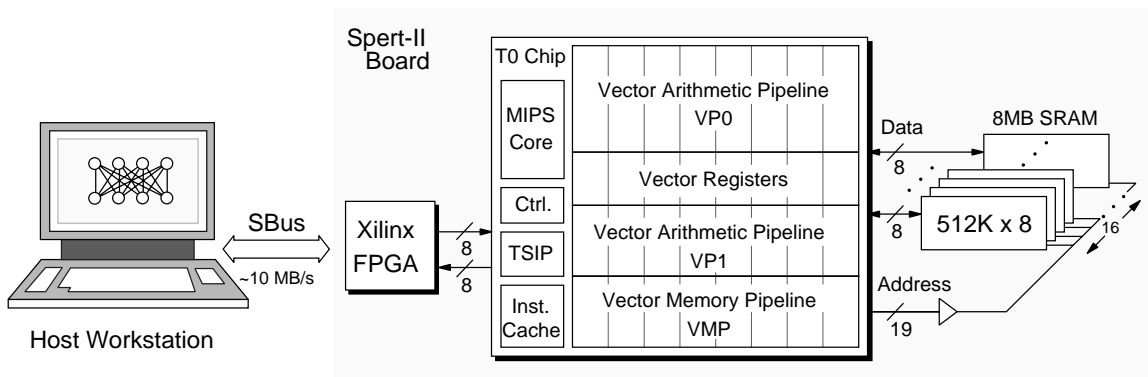 Spert-II
Board
T0 Chip
MIPS
Core
Ctrl.
TSIP
Inst.
Cache
Vector Arithmetic Pipeline
VP0
Vector Registers
Vector Arithmetic Pipeline
VP1
Vector Memory Pipeline
VMP
Host Workstation
SBus
~10 MB/s
Xilinx
FPGA
8
8
Data
8
8
Address
19
8MB SRAM
512K x 8
16